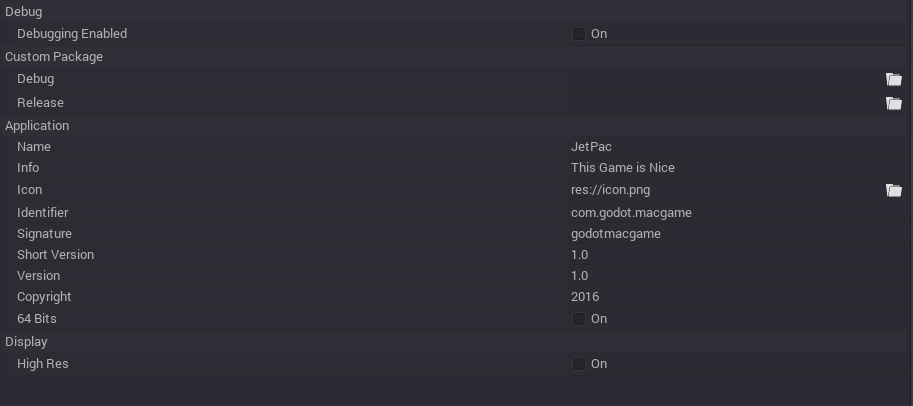 Debug
Debugging Enabled On
Custom Package
Debug
Release
Application
Name JetPac
Info This Game is Nice
Icon res://icon.png
Identifier com.godot.macgame
Signature godotmacgame
Short Version 1.0
Version 1.0
Copyright 2016
64 Bits On
Display
High Res On